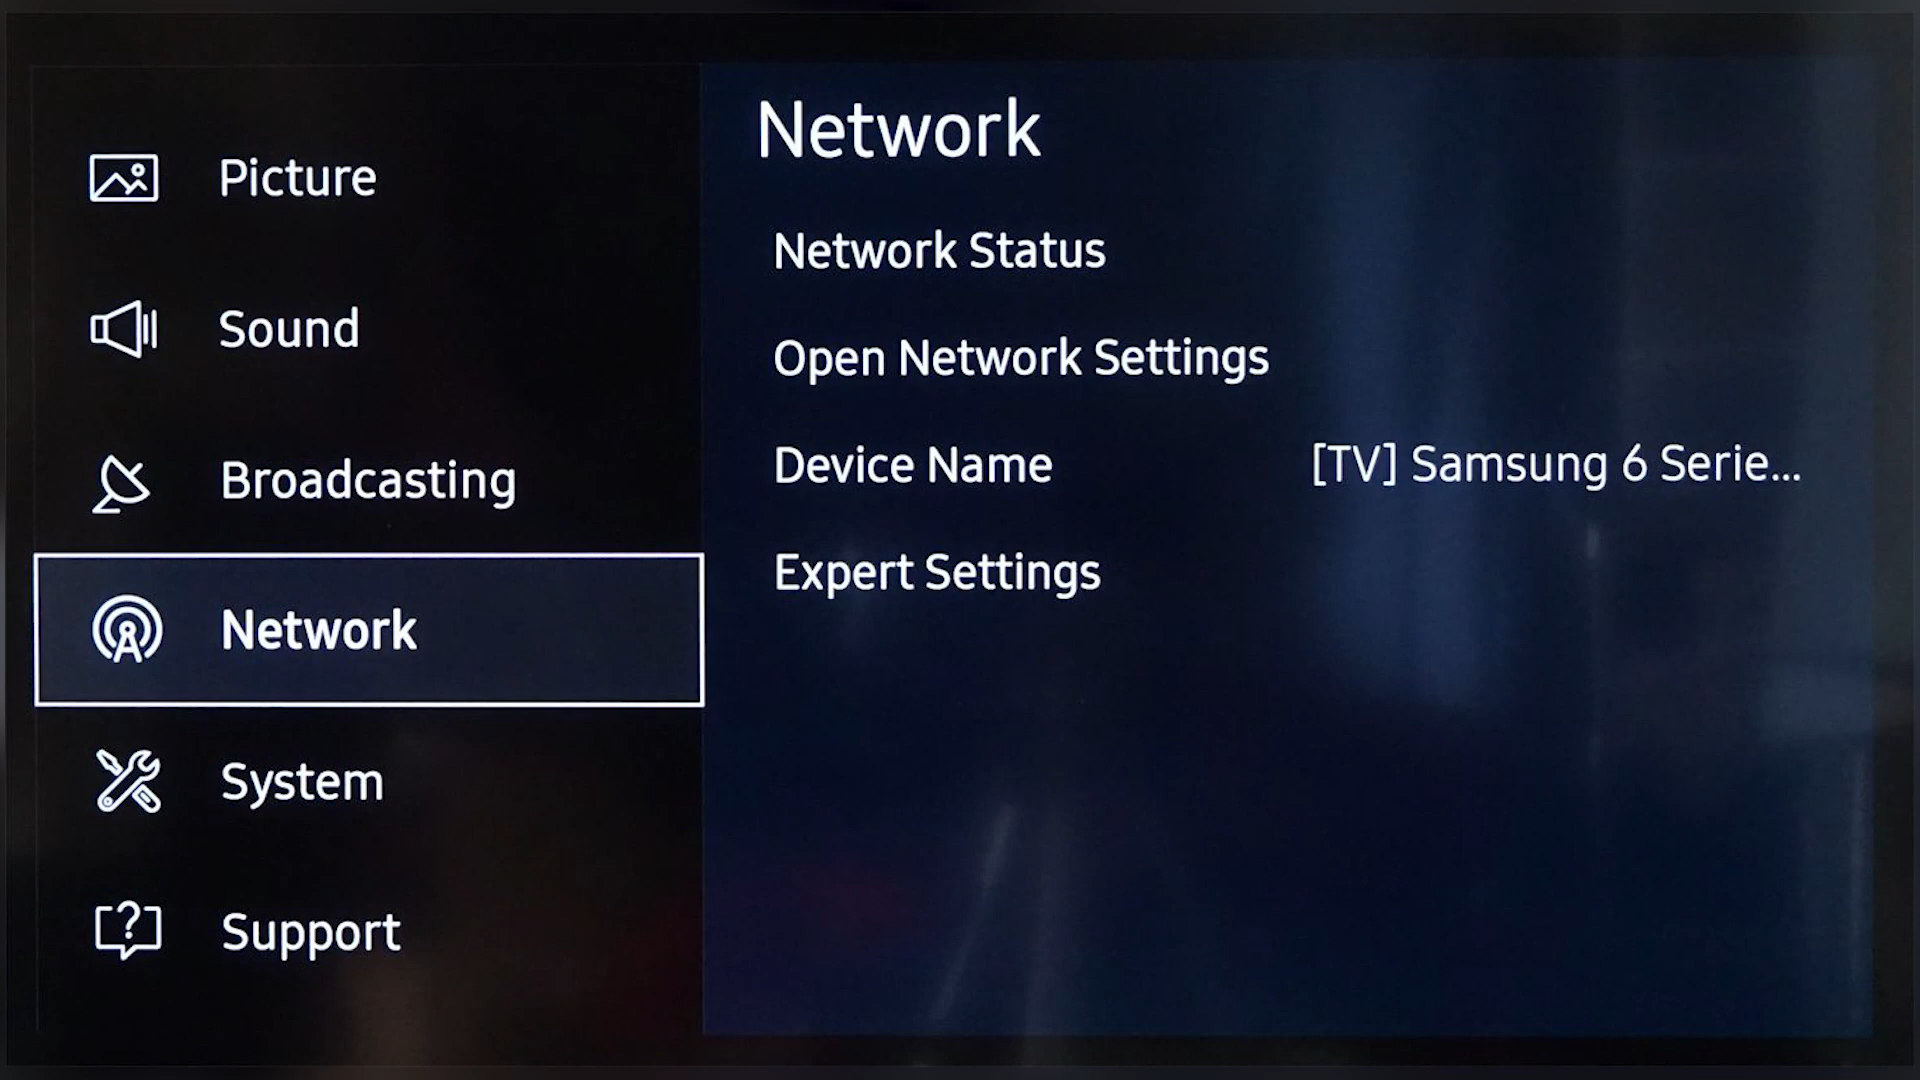 Picture
Sound
Broadcasting
Network
System
Support
Network
Network Status
Open Network Settings
Device Name [TV] Samsung 6 Serie...
Expert Settings